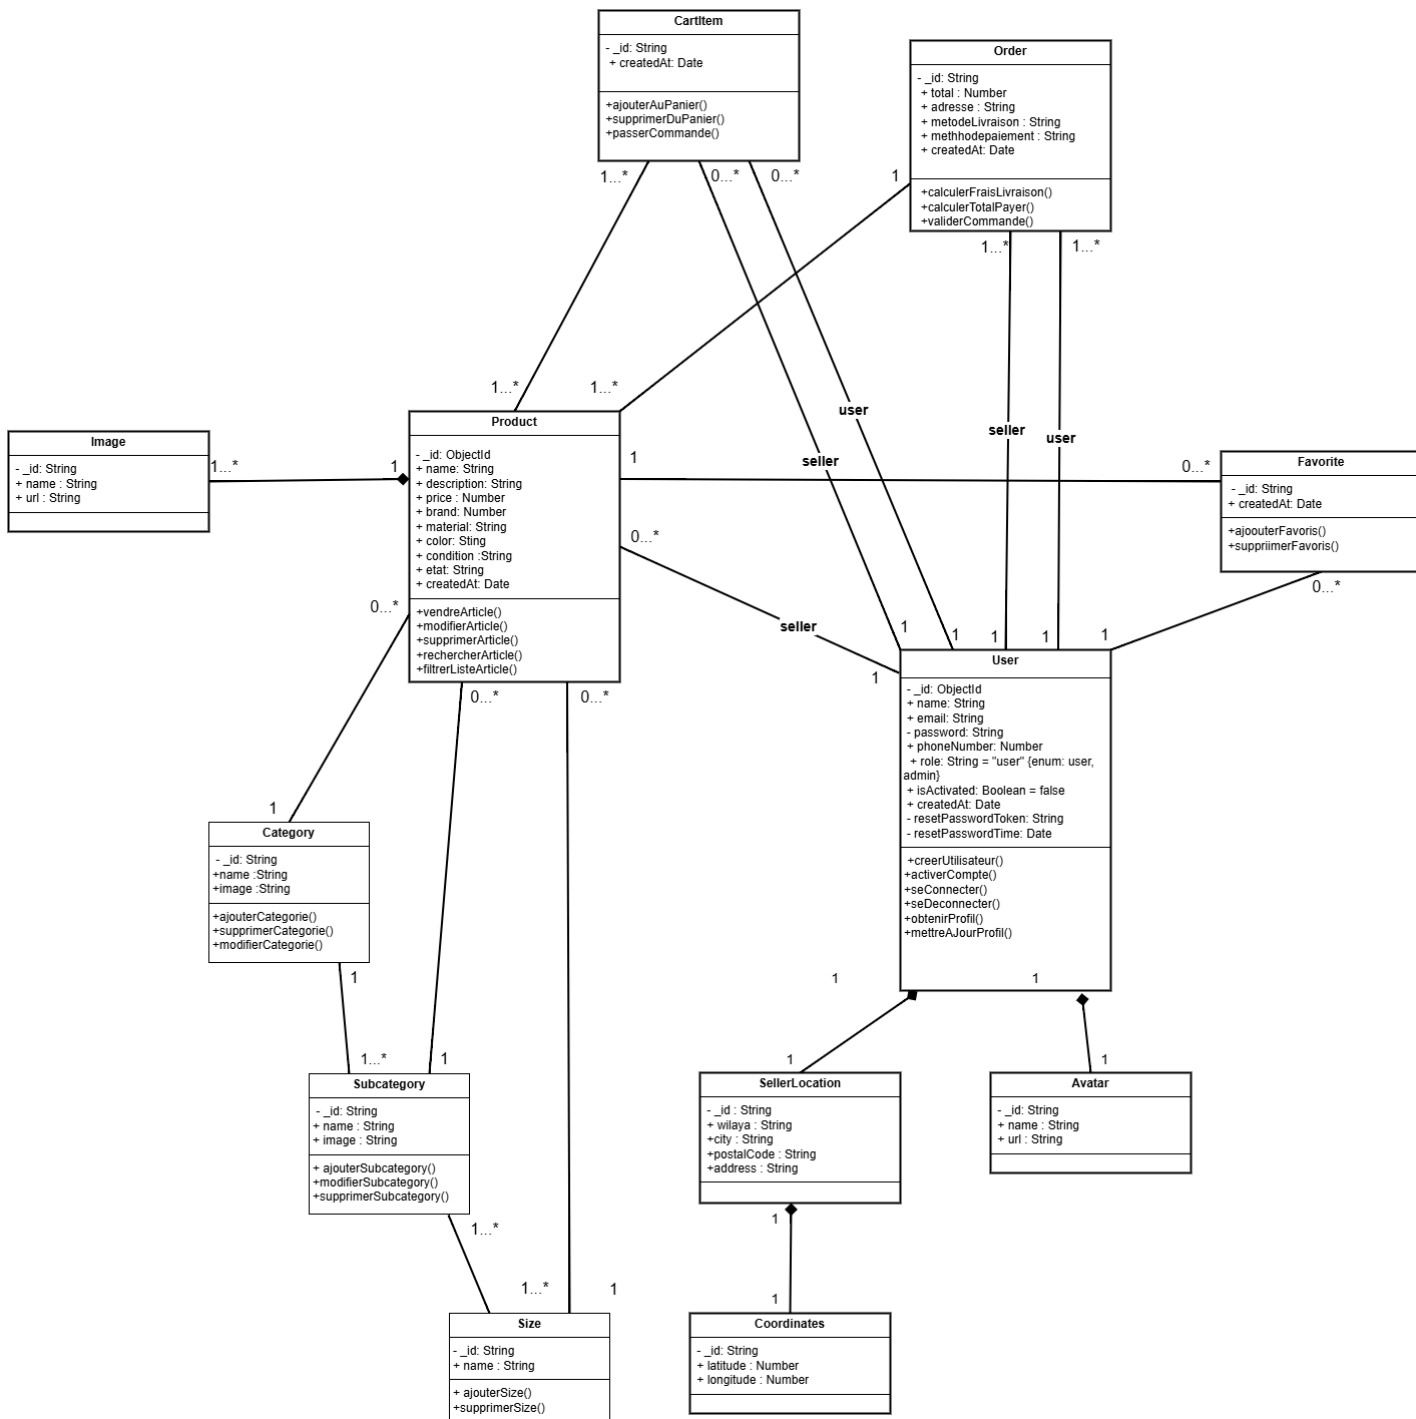 CartItem
- _id: String
+ createdAt: Date
+ajouterAuPanier()
+supprimerDuPanier()
+passerCommande()
Order
- _id: String
+ total : Number
+ adresse : String
+ metodeLivraison : String
+ methhodepaiement : String
+ createdAt: Date
+calculerFraisLivraison()
+calculerTotalPayer()
+validerCommande()
1...*
0...*
0...*
1
1...*
1...*
1...*
1...*
user
seller
seller
user
Image
- _id: String
+ name : String
+ url : String
1...*
1
Product
- _id: ObjectId
+ name: String
+ description: String
+ price : Number
+ brand: Number
+ material: String
+ color: Sting
+ condition :String
+ etat: String
+ createdAt: Date
+vendreArticle()
+modifierArticle()
+supprimerArticle()
+rechercherArticle()
+filtrerListeArticle()
1
0...*
Favorite
- _id: String
+ createdAt: Date
+ajoouterFavoris()
+suppriimerFavoris()
0...*
0...*
seller
1
0...*
0...*
0...*
1
1
1
1
1
User
- _id: ObjectId
+ name: String
+ email: String
- password: String
+ phoneNumber: Number
+ role: String = "user" {enum: user,
admin}
+ isActivated: Boolean = false
+ createdAt: Date
- resetPasswordToken: String
- resetPasswordTime: Date
+creerUtilisateur()
+activerCompte()
+seConnecter()
+seDeconnecter()
+obtenirProfil()
+mettreAJourProfil()
1
1
1
Category
- _id: String
+name :String
+image :String
+ajouterCategorie()
+supprimerCategorie()
+modifierCategorie()
1
1...*
1
Subcategory
- _id: String
+ name : String
+ image : String
+ ajouterSubcategory()
+modifierSubcategory()
+supprimerSubcategory()
1
1
SellerLocation
- _id : String
+ wilaya : String
+city : String
+postalCode : String
+address : String
Avatar
- _id: String
+ name : String
+ url : String
1...*
1
1...*
1
1
Size
- _id: String
+ name : String
+ ajouterSize()
+supprimerSize()
Coordinates
- _id: String
+ latitude : Number
+ longitude : Number